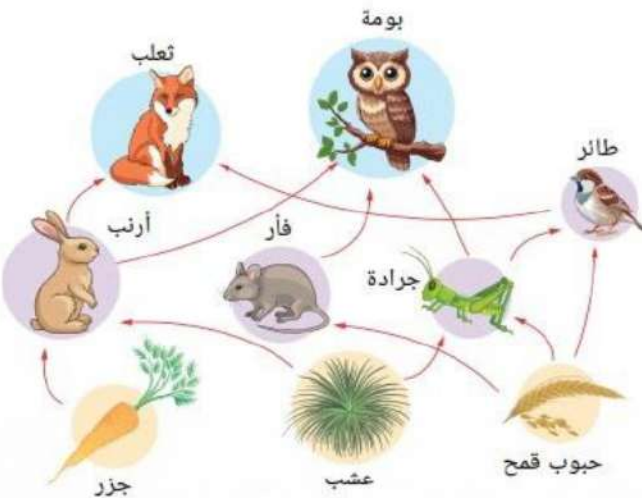 بومة
ثعلب
طائر
أرنب
فأر
جرادة
حبوب قمح
عشب
جزر